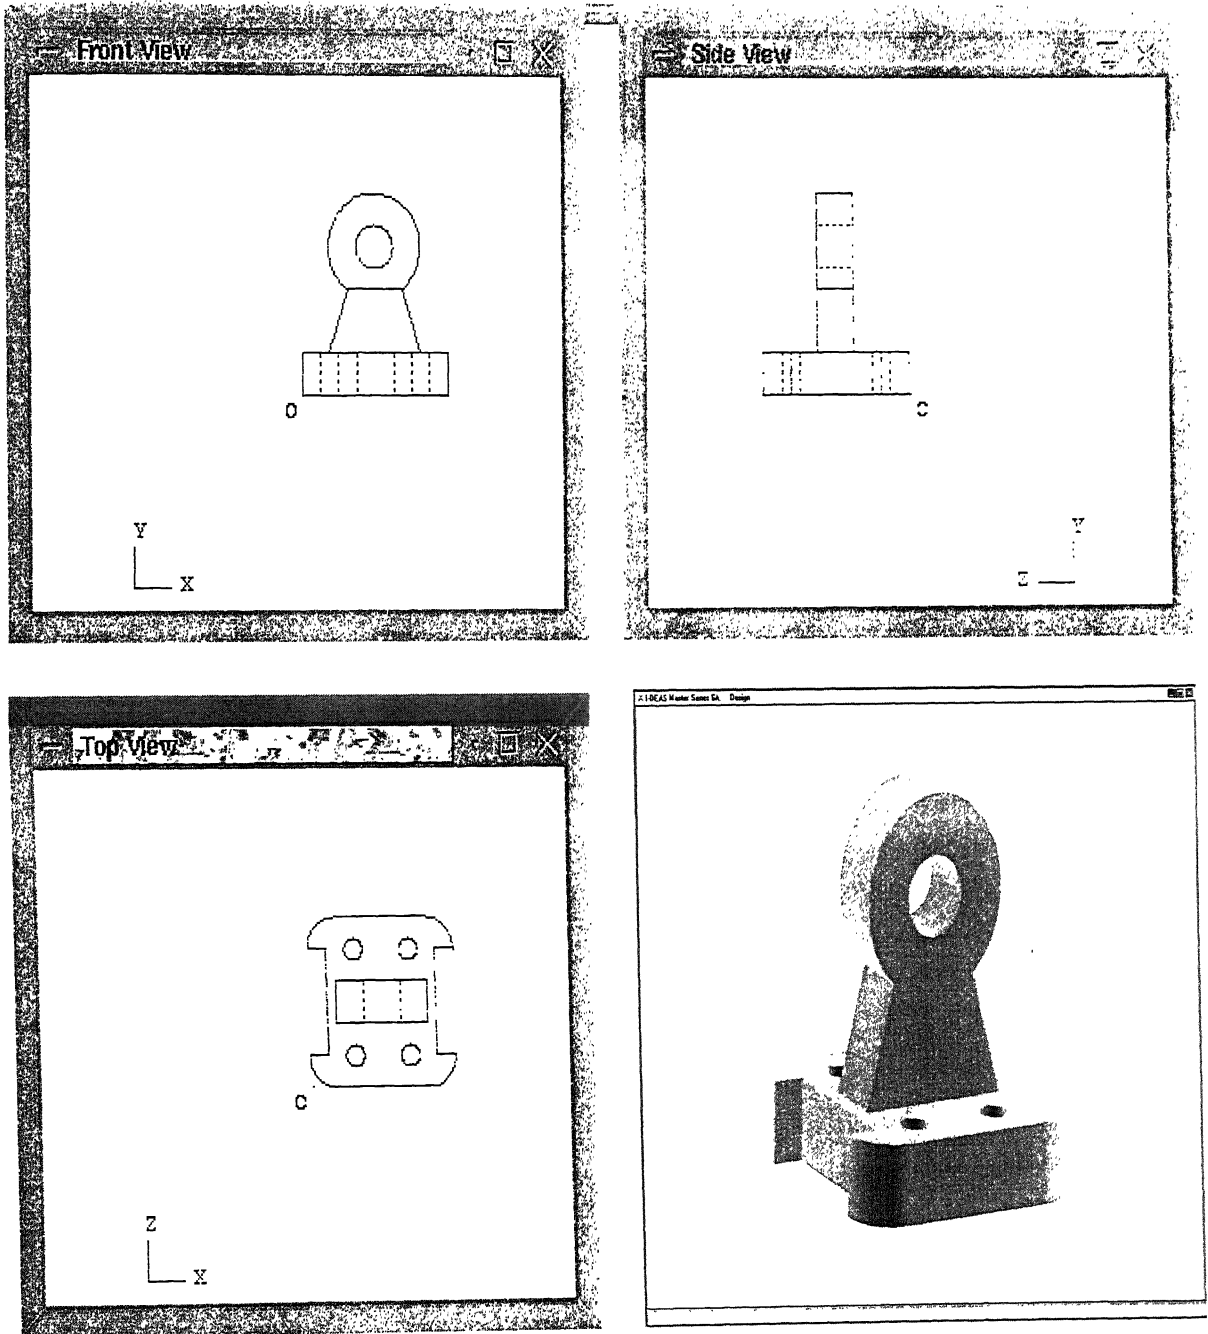 Front View
Side View
O
Y
X
Y
Z
Top View
X I-DEAS Master Series 6A: Design
Z
X